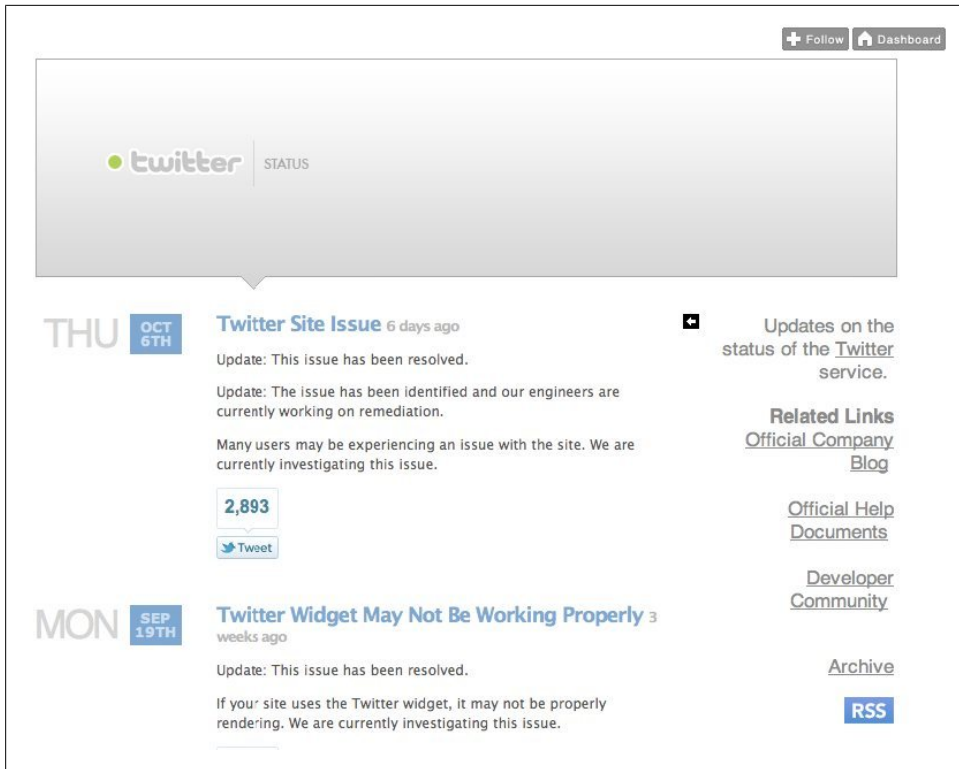 Follow
Dashboard
twitter
STATUS
THU
OCT
6TH
Twitter Site Issue 6 days ago
Update: This issue has been resolved.
Update: The issue has been identified and our engineers are
currently working on remediation.
Many users may be experiencing an issue with the site. We are
currently investigating this issue.
2,893
Tweet
MON
SEP
19TH
Twitter Widget May Not Be Working Properly 3
weeks ago
Update: This issue has been resolved.
If your site uses the Twitter widget, it may not be properly
rendering. We are currently investigating this issue.
Updates on the
status of the Twitter
service.
Related Links
Official Company
Blog
Official Help
Documents
Developer
Community
Archive
RSS